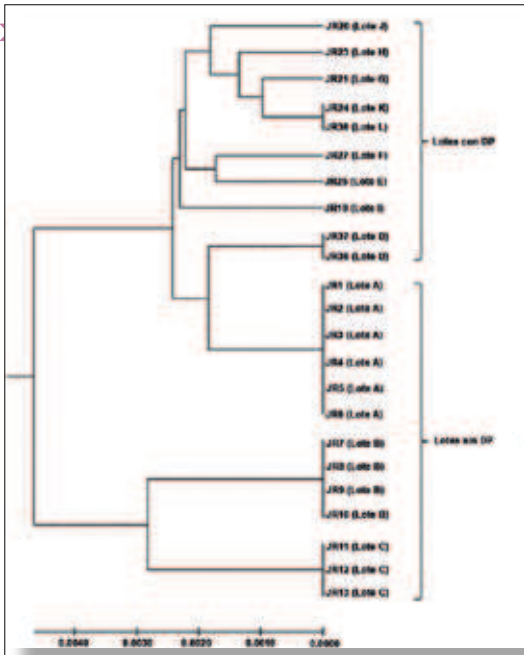 JR20 (Lote J)
JR23 (Lote H)
JR21 (Lote G)
JR24 (Lote K)
JR30 (Lote L)
Lotes con DP
JR27 (Lote F)
JR25 (Lote E)
JR19 (Lote I)
JR37 (Lote D)
JR36 (Lote D)
JR1 (Lote A)
JR2 (Lote A)
JR3 (Lote A)
JR4 (Lote A)
JR5 (Lote A)
JR6 (Lote A)
JR7 (Lote B)
Lotes sin DP
JR8 (Lote B)
JR9 (Lote B)
JR10 (Lote B)
JR11 (Lote C)
JR12 (Lote C)
JR13 (Lote C)
0.0040 0.0030 0.0020 0.0010 0.0000